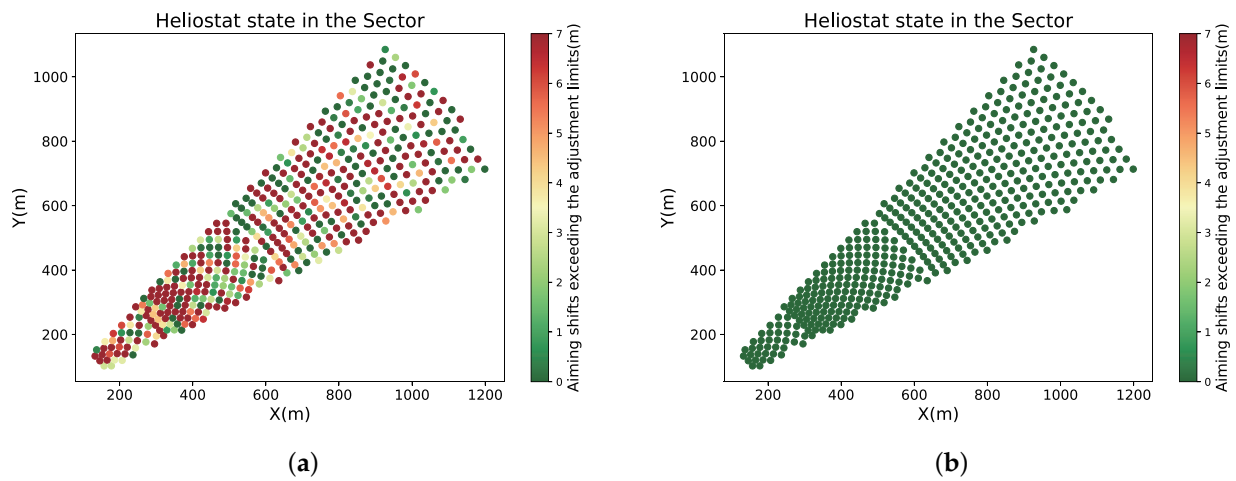 Heliostat state in the Sector
Y(m)
1000
800
600
400
200
200 400 600 800 1000 1200
X(m)
7
6
5
4
3
2
1
0
Aiming shifts exceeding the adjustment limits(m)
(a)
Heliostat state in the Sector
Y(m)
1000
800
600
400
200
200 400 600 800 1000 1200
X(m)
7
6
5
4
3
2
1
0
Aiming shifts exceeding the adjustment limits(m)
(b)